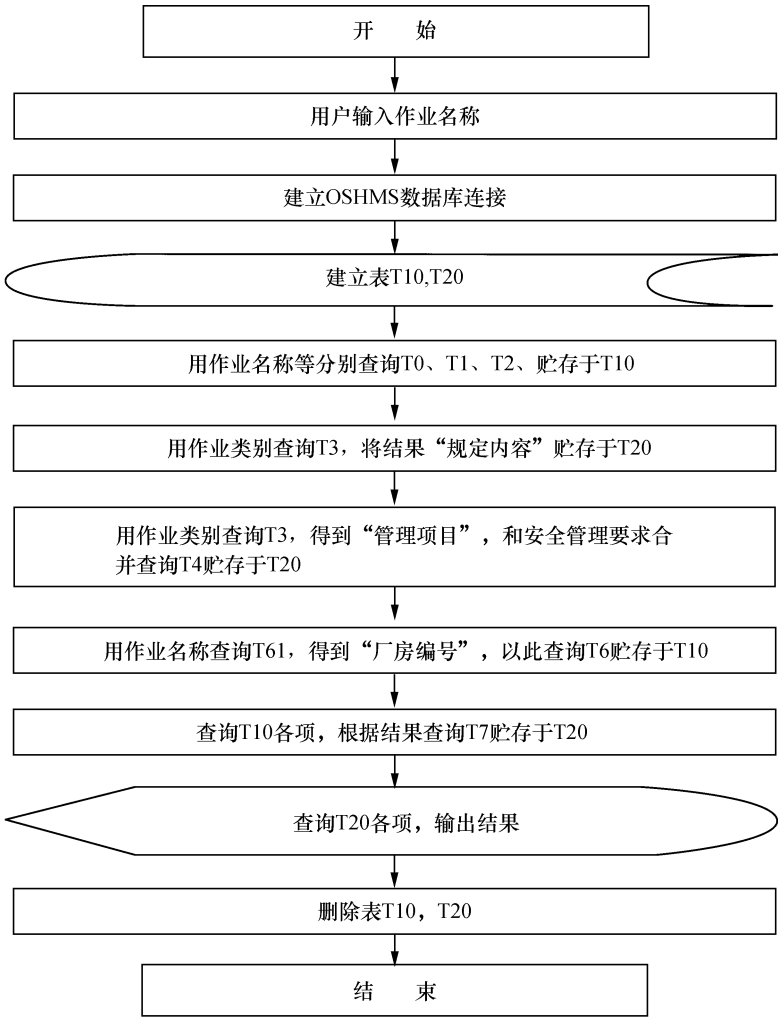 开 始
用户输入作业名称
建立OSHMS数据库连接
建立表T10,T20
用作业名称等分别查询T0、T1、T2、贮存于T10
用作业类别查询T3，将结果“规定内容”贮存于T20
用作业类别查询T3，得到“管理项目”，和安全管理要求合
并查询T4贮存于T20
用作业名称查询T61，得到“厂房编号”，以此查询T6贮存于T10
查询T10各项，根据结果查询T7贮存于T20
查询T20各项，输出结果
删除表T10，T20
结 束